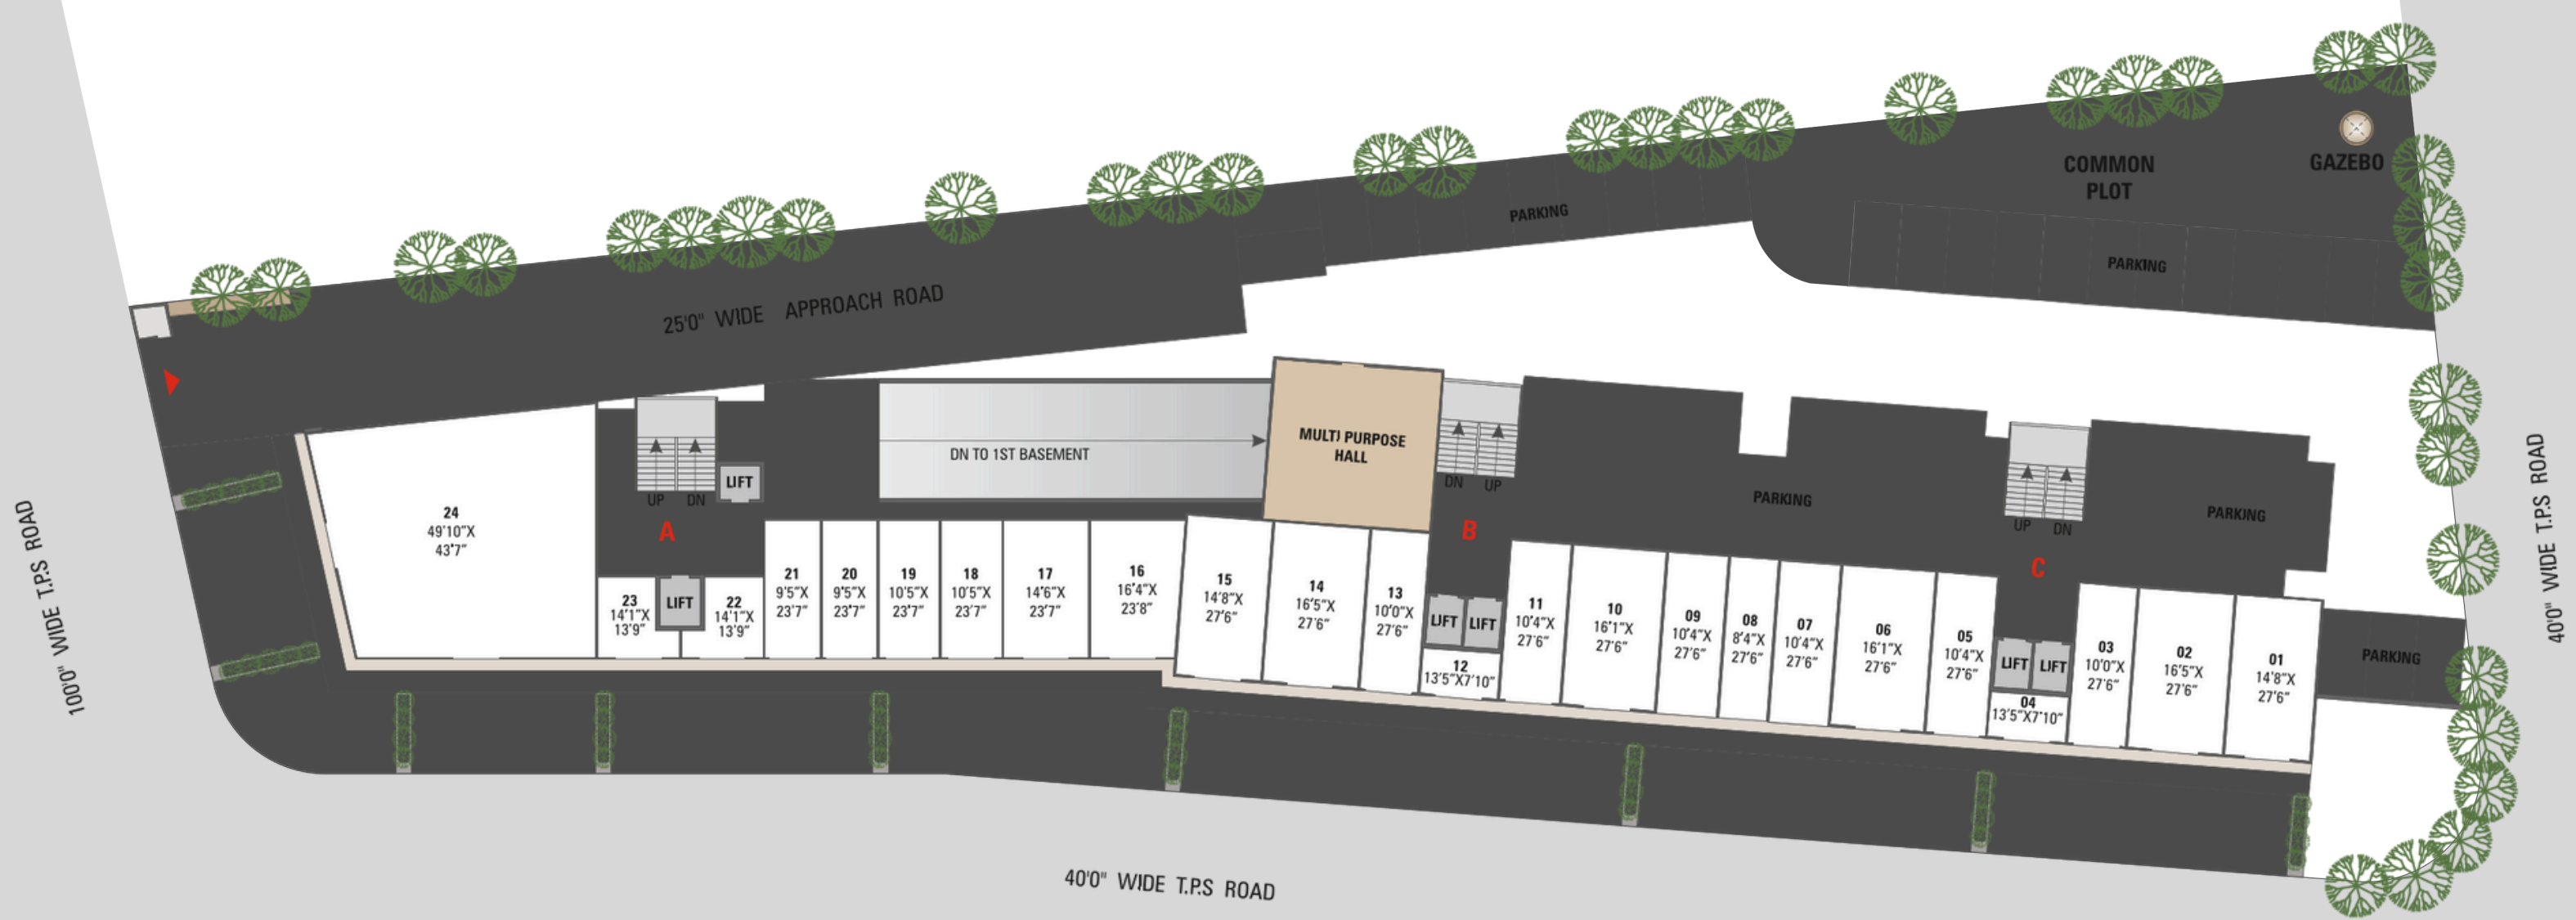 COMMON
PLOT
GAZEBO
PARKING
PARKING
25'0" WIDE APPROACH ROAD
100'0" WIDE T.P.S ROAD
40'0" WIDE T.P.S ROAD
40'0" WIDE T.P.S ROAD
DN TO 1ST BASEMENT
MULTI PURPOSE
HALL
PARKING
PARKING
PARKING
UP DN
LIFT
A
LIFT
DN UP
B
LIFT LIFT
UP DN
C
LIFT LIFT
24
49'10"X
43'7"
23
14'1"X
13'9"
22
14'1"X
13'9"
21
9'5"X
23'7"
20
9'5"X
23'7"
19
10'5"X
23'7"
18
10'5"X
23'7"
17
14'6"X
23'7"
16
16'4"X
23'8"
15
14'8"X
27'6"
14
16'5"X
27'6"
13
10'0"X
27'6"
12
13'5"X7'10"
11
10'4"X
27'6"
10
16'1"X
27'6"
09
10'4"X
27'6"
08
8'4"X
27'6"
07
10'4"X
27'6"
06
16'1"X
27'6"
05
10'4"X
27'6"
04
13'5"X7'10"
03
10'0"X
27'6"
02
16'5"X
27'6"
01
14'8"X
27'6"